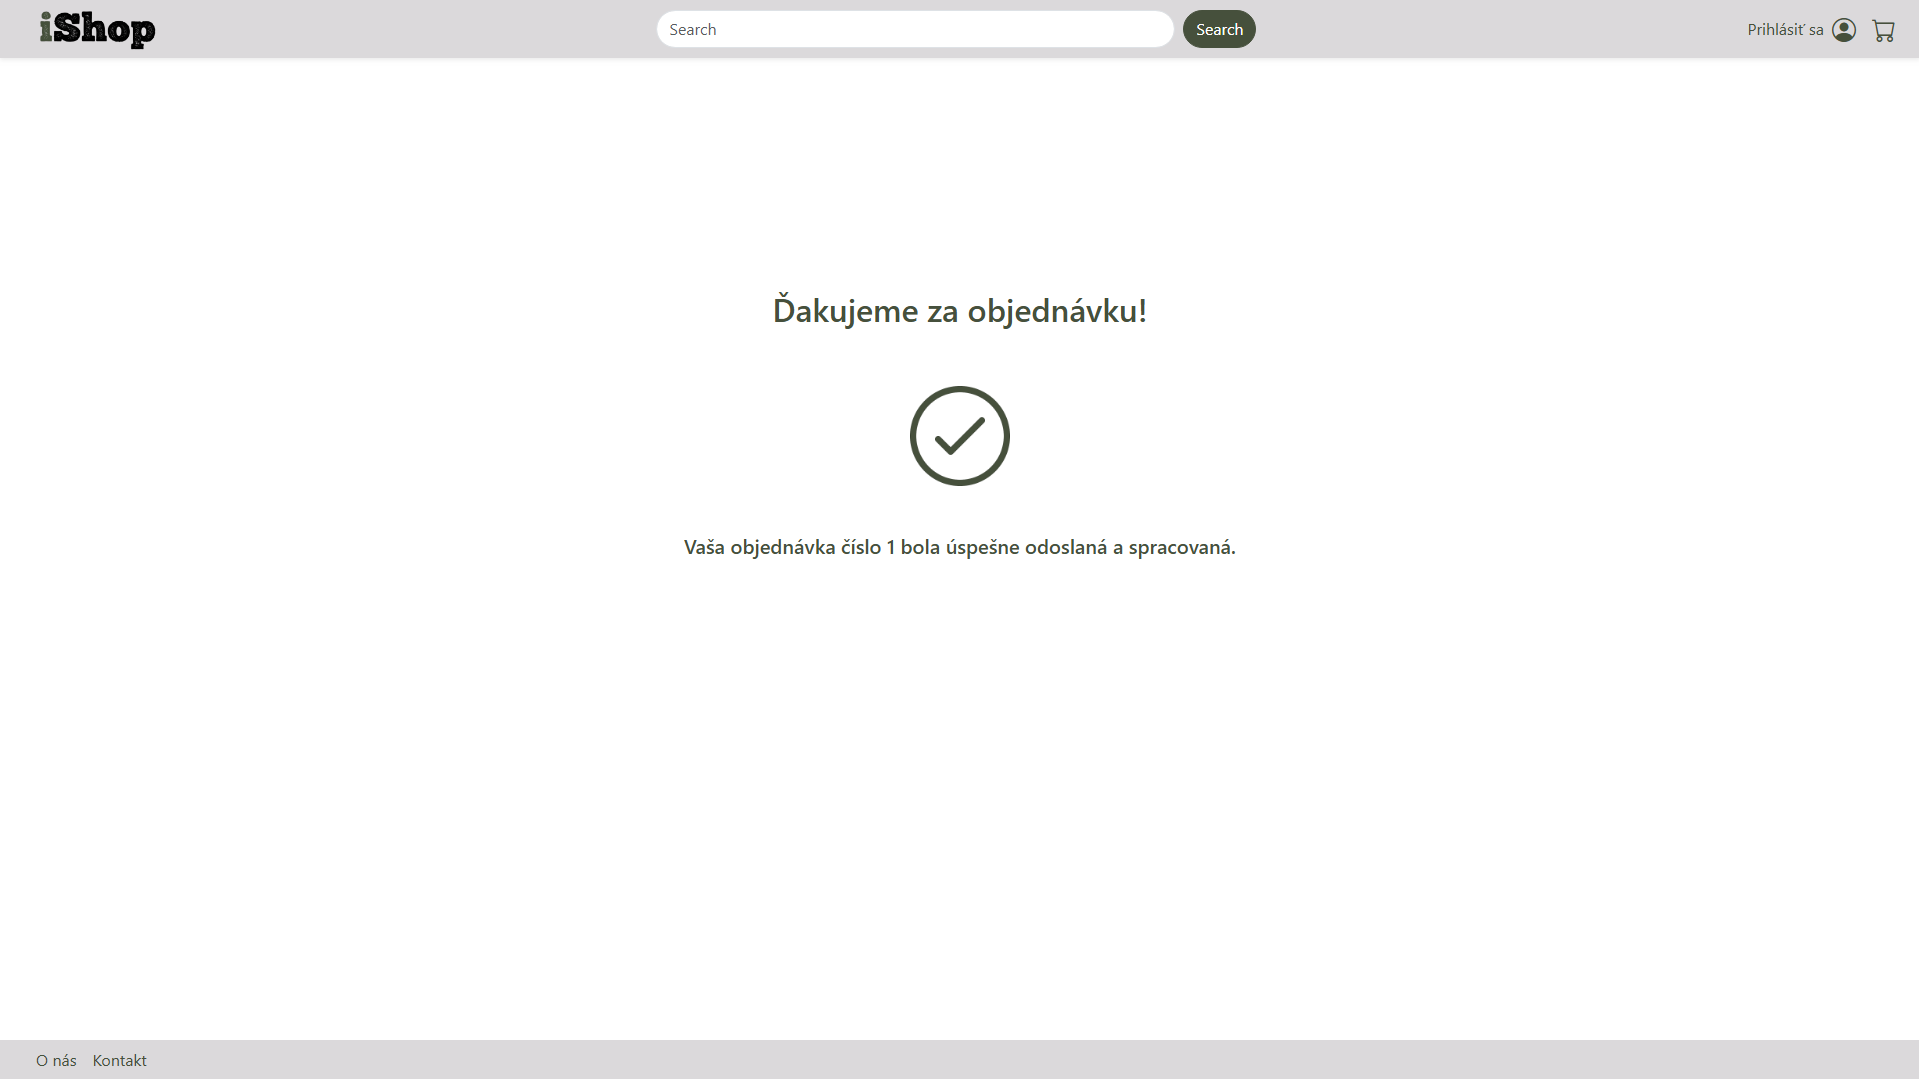 iShop
Search
Search
Prihlásiť sa
Ďakujeme za objednávku!
Vaša objednávka číslo 1 bola úspešne odoslaná a spracovaná.
O nás
Kontakt